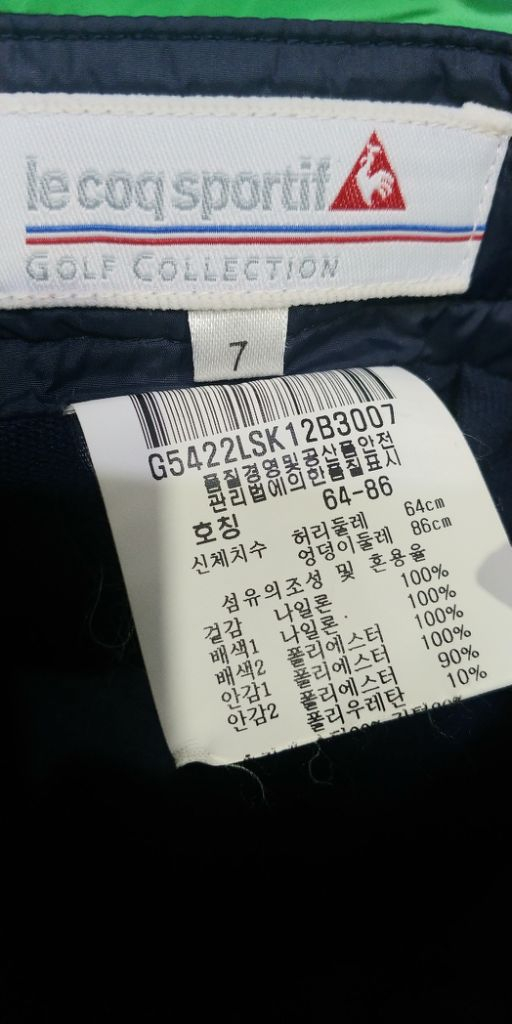 le coq sportif
GOLF COLLECTION
7
G5422LSK12B3007
품질경영및공산품안전
관리법에의한품질표시
호칭 64-86
신체치수 허리둘레 64cm
엉덩이둘레 86cm
섬유의조성 및 혼용율
겉감 나일론 100%
배색1 나일론 100%
배색2 폴리에스터 100%
안감1 폴리에스터 100%
안감2 폴리에스터 90%
폴리우레탄 10%